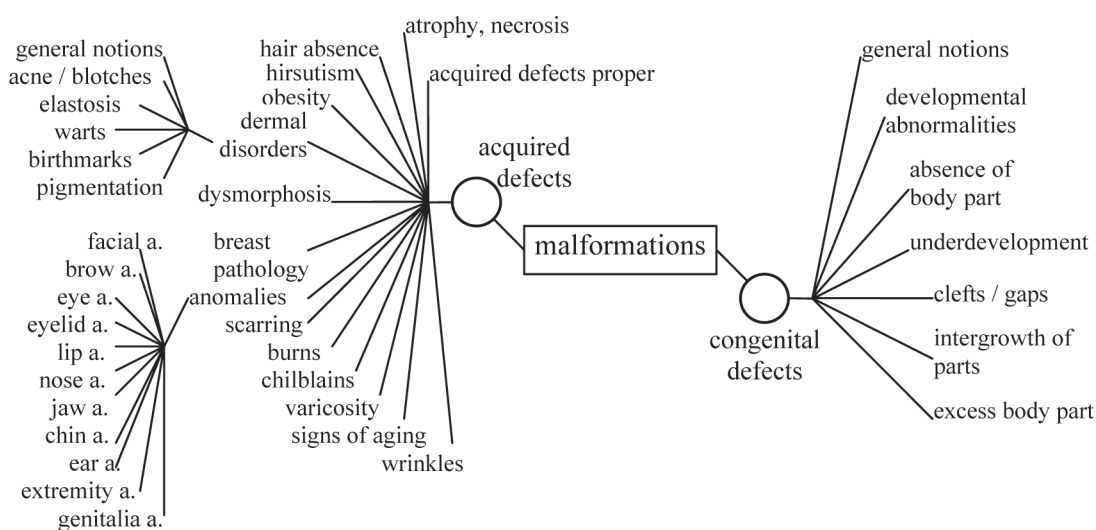 general notions
acne / blotches
elastosis
warts
birthmarks
pigmentation
facial a.
brow a.
eye a.
eyelid a.
lip a.
nose a.
jaw a.
chin a.
ear a.
extremity a.
genitalia a.
atrophy, necrosis
acquired defects proper
hair absence
hirsutism
obesity
dermal
disorders
dysmorphosis
breast
pathology
anomalies
scarring
burns
chilblains
varicosity
signs of aging
wrinkles
acquired
defects
malformations
congenital
defects
general notions
developmental
abnormalities
absence of
body part
underdevelopment
clefts / gaps
intergrowth of
parts
excess body part